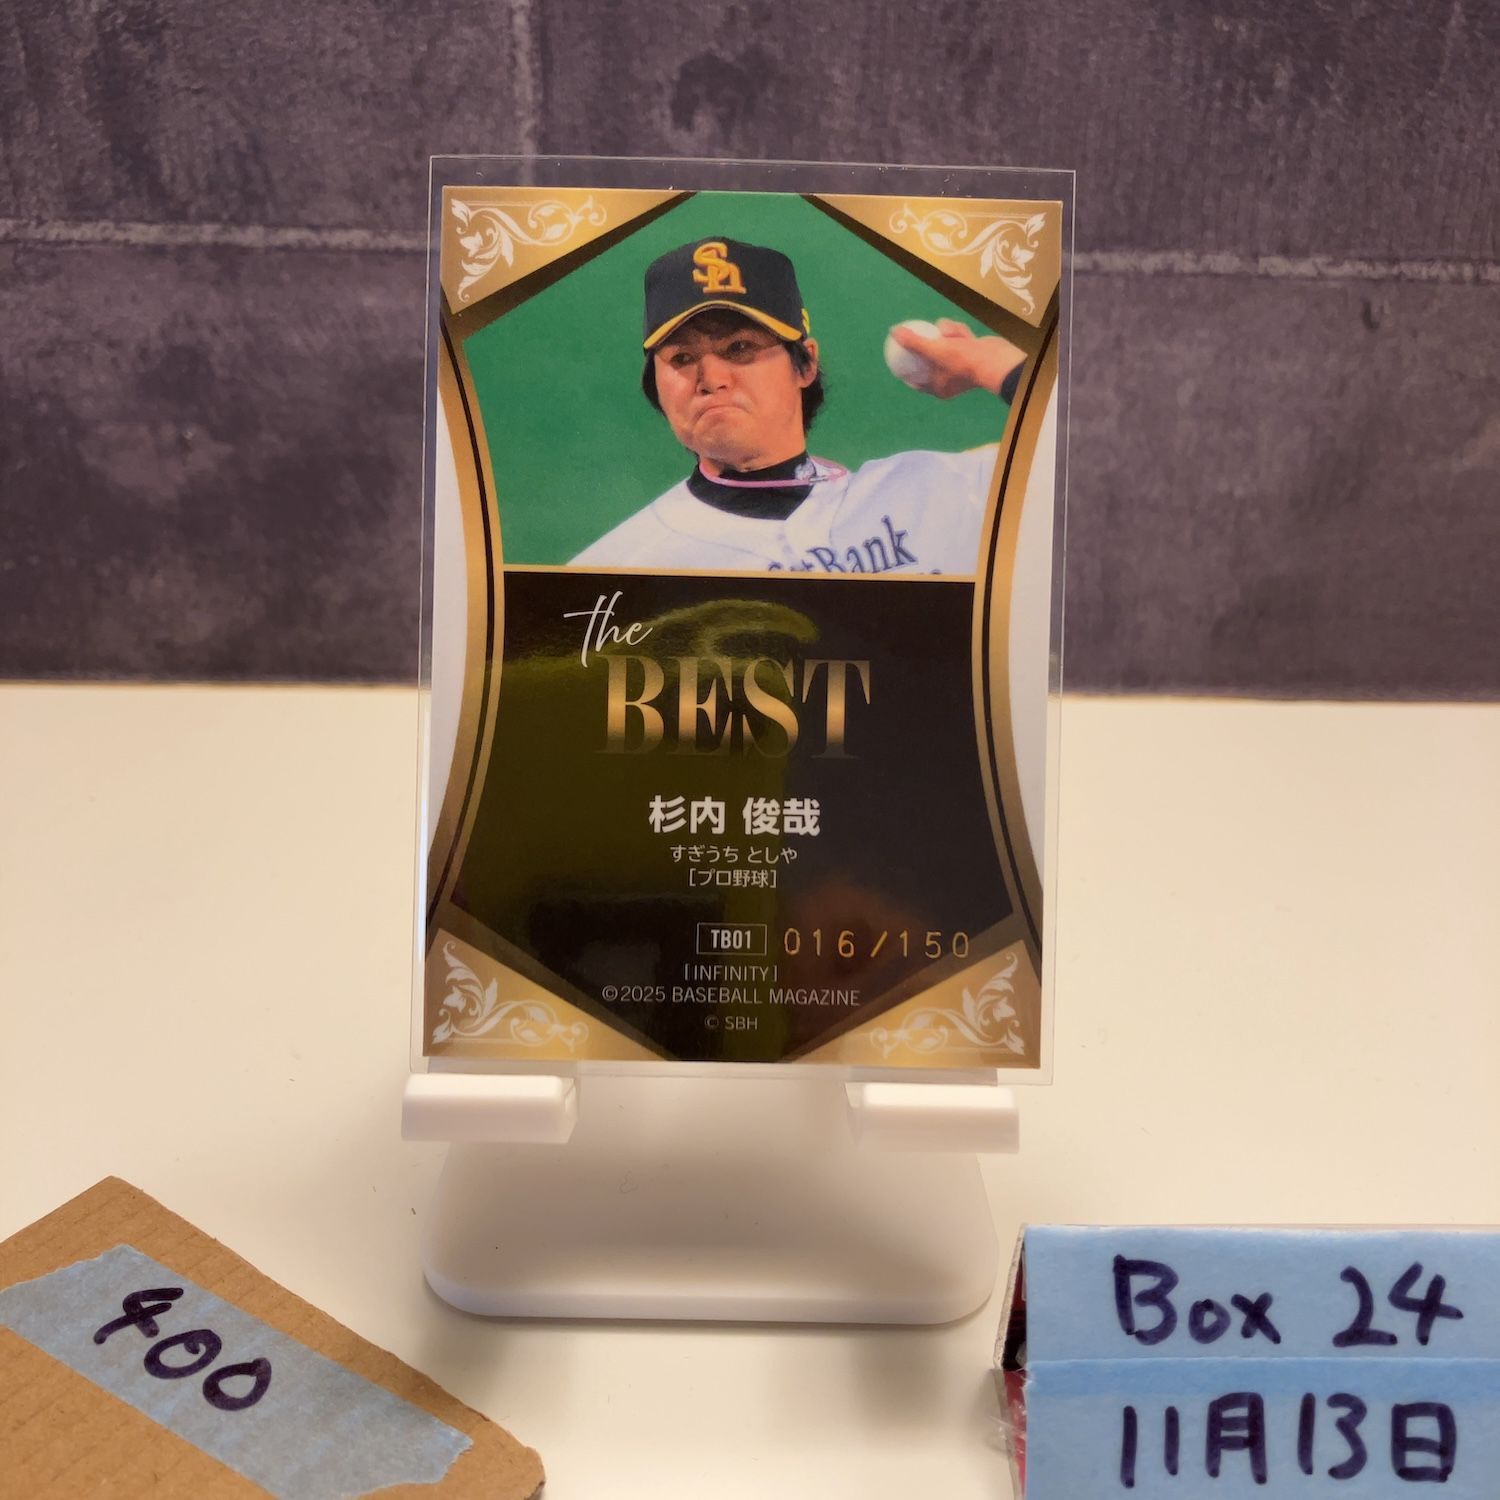 SH
SoftBank
the
BEST
杉内 俊哉
すぎうち としや
[プロ野球]
TB01 016/150
[INFINITY]
©2025 BASEBALL MAGAZINE
© SBH
400
Box 24
11月13日